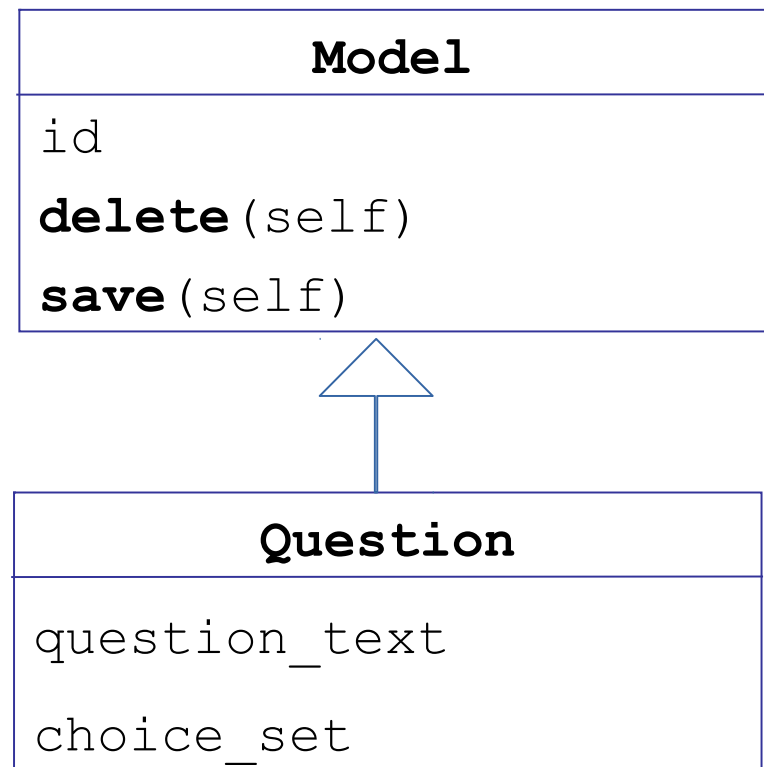 Model
id
delete(self)
save(self)
Question
question_text
choice_set